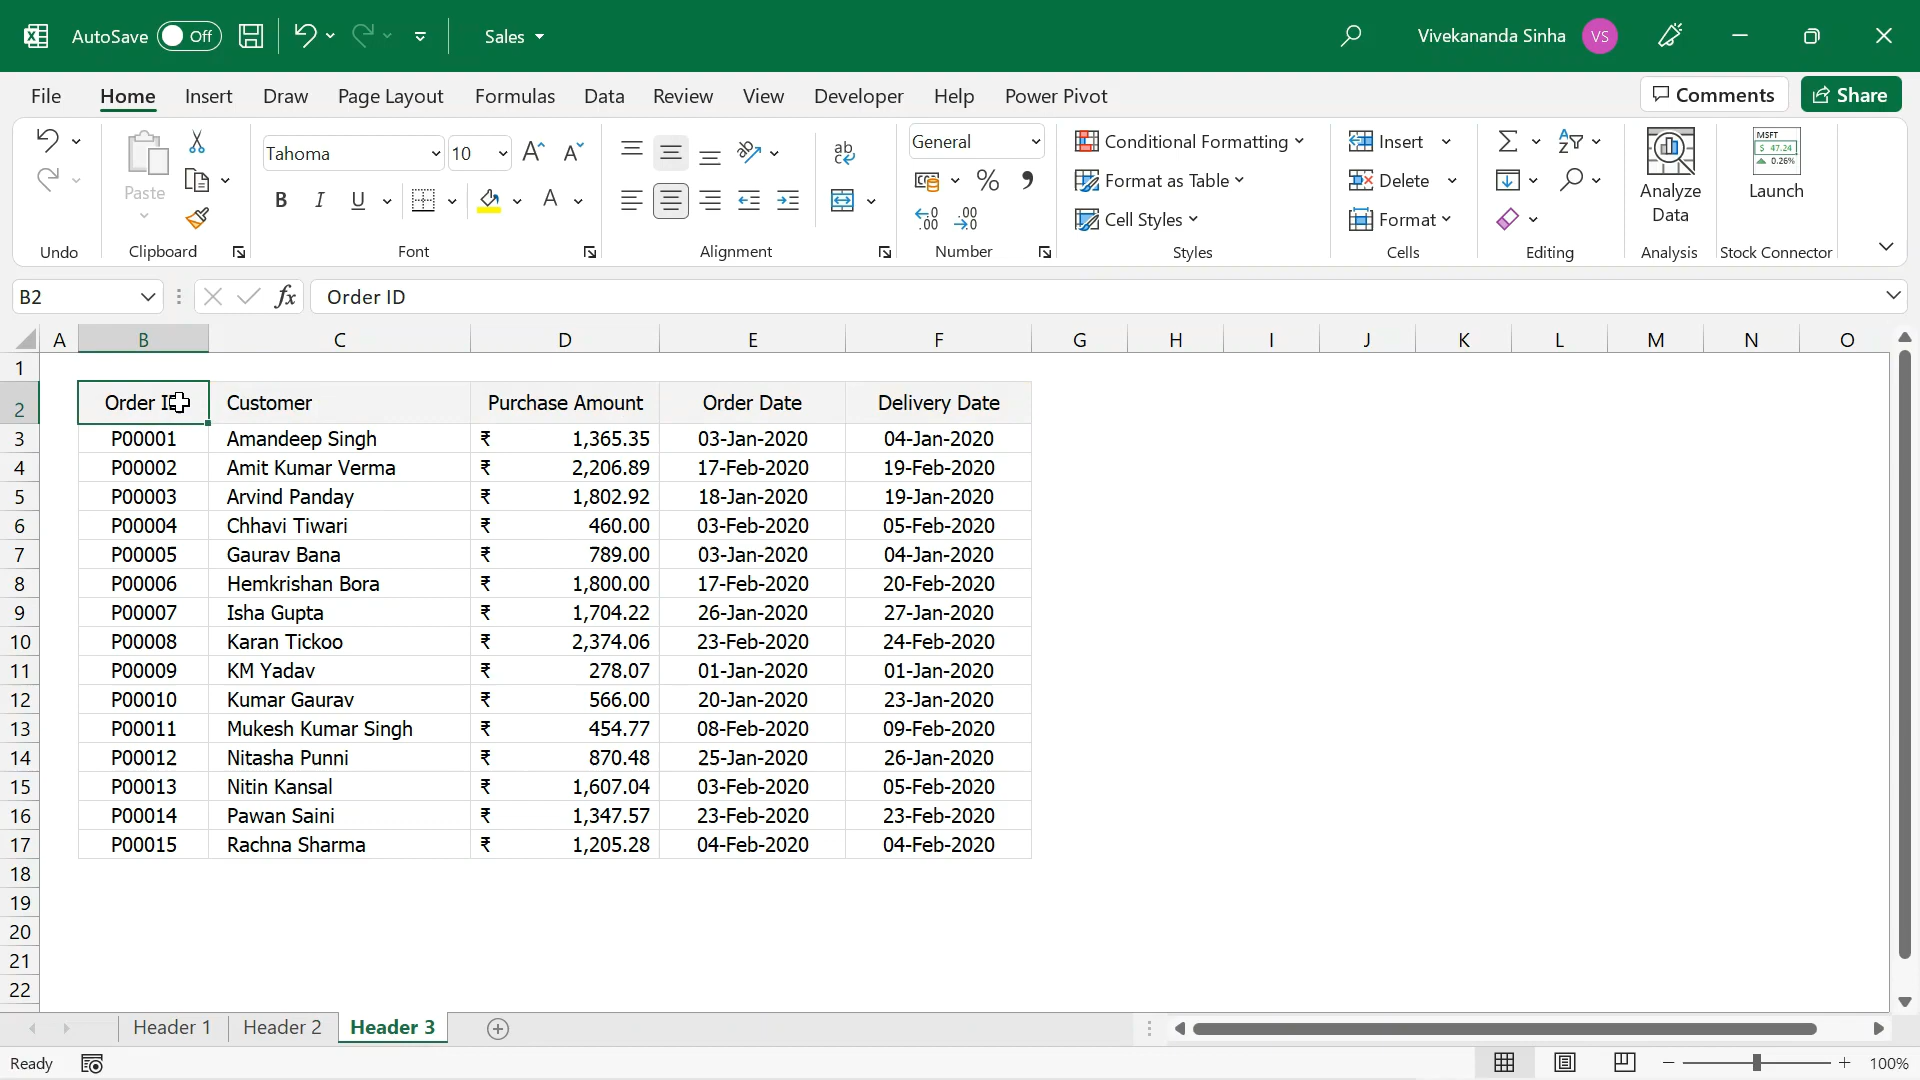 AutoSave Off Sales Vivekananda Sinha VS
File Home Insert Draw Page Layout Formulas Data Review View Developer Help Power Pivot Comments Share
Tahoma 10 ab General Conditional Formatting Insert MSFT
$ 47.24
0.26%
Paste B I U A % Format as Table Delete Analyze Data Launch
Cell Styles Format
Undo Clipboard Font Alignment Number Styles Cells Editing Analysis Stock Connector
B2 fx Order ID
A B C D E F G H I J K L M N O
1
2 Order Customer Purchase Amount Order Date Delivery Date
3 P00001 Amandeep Singh ₹ 1,365.35 03-Jan-2020 04-Jan-2020
4 P00002 Amit Kumar Verma ₹ 2,206.89 17-Feb-2020 19-Feb-2020
5 P00003 Arvind Panday ₹ 1,802.92 18-Jan-2020 19-Jan-2020
6 P00004 Chhavi Tiwari ₹ 460.00 03-Feb-2020 05-Feb-2020
7 P00005 Gaurav Bana ₹ 789.00 03-Jan-2020 04-Jan-2020
8 P00006 Hemkrishan Bora ₹ 1,800.00 17-Feb-2020 20-Feb-2020
9 P00007 Isha Gupta ₹ 1,704.22 26-Jan-2020 27-Jan-2020
10 P00008 Karan Tickoo ₹ 2,374.06 23-Feb-2020 24-Feb-2020
11 P00009 KM Yadav ₹ 278.07 01-Jan-2020 01-Jan-2020
12 P00010 Kumar Gaurav ₹ 566.00 20-Jan-2020 23-Jan-2020
13 P00011 Mukesh Kumar Singh ₹ 454.77 08-Feb-2020 09-Feb-2020
14 P00012 Nitasha Punni ₹ 870.48 25-Jan-2020 26-Jan-2020
15 P00013 Nitin Kansal ₹ 1,607.04 03-Feb-2020 05-Feb-2020
16 P00014 Pawan Saini ₹ 1,347.57 23-Feb-2020 23-Feb-2020
17 P00015 Rachna Sharma ₹ 1,205.28 04-Feb-2020 04-Feb-2020
18
19
20
21
22
Header 1 Header 2 Header 3
Ready 100%